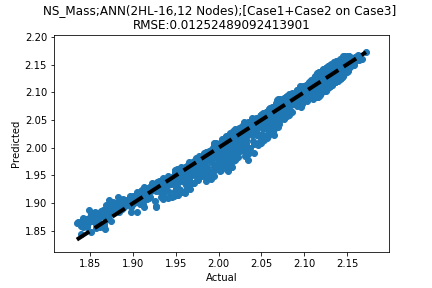 NS_Mass;ANN(2HL-16,12 Nodes);[Case1+Case2 on Case3]
RMSE:0.01252489092413901
2.20
2.15
2.10
2.05
2.00
1.95
1.90
1.85
Predicted
1.85 1.90 1.95 2.00 2.05 2.10 2.15
Actual